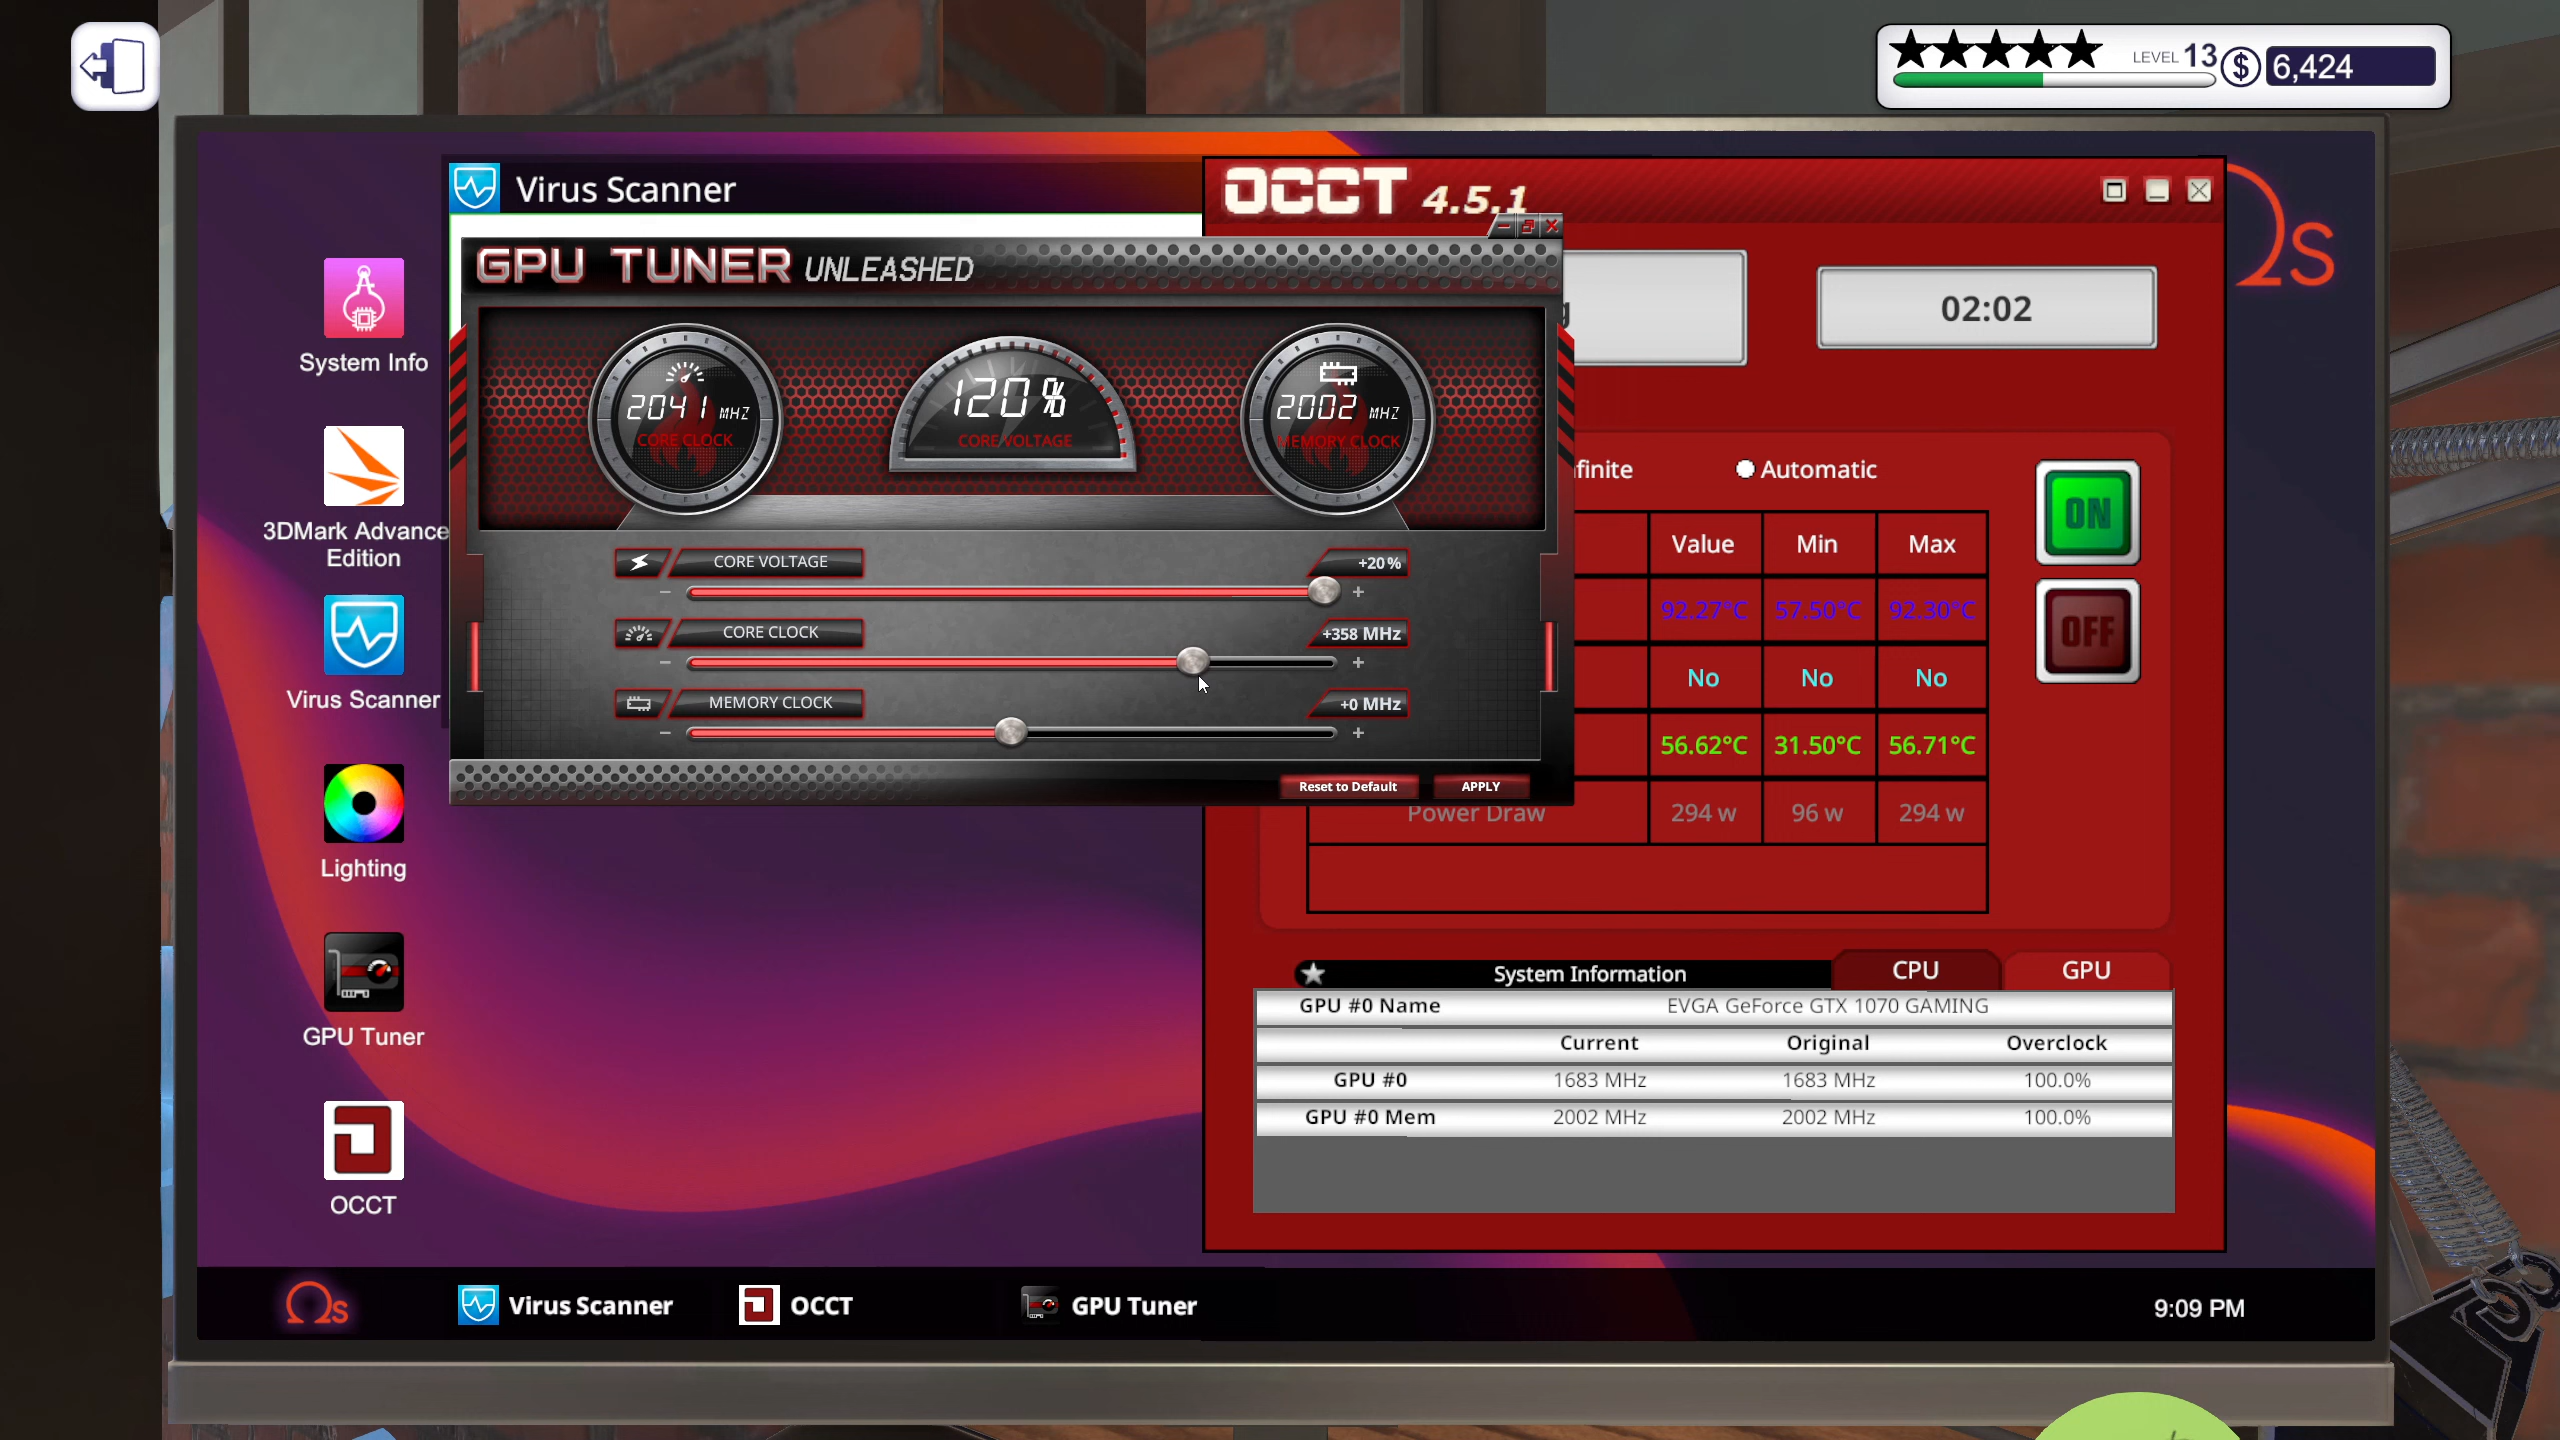 LEVEL 13 $ 6,424
Virus Scanner
OCCT 4.5.1
GPU TUNER UNLEASHED
02:02
2041 MHZ
CORE CLOCK
120%
CORE VOLTAGE
2002 MHZ
MEMORY CLOCK
finite
Automatic
ON
OFF
CORE VOLTAGE
+20%
CORE CLOCK
+358 MHz
MEMORY CLOCK
+0 MHz
Reset to Default
APPLY
Value Min Max
92.27°C 57.50°C 92.30°C
No No No
56.62°C 31.50°C 56.71°C
Power Draw 294 w 96 w 294 w
System Information
CPU
GPU
GPU #0 Name EVGA GeForce GTX 1070 GAMING
Current Original Overclock
GPU #0 1683 MHz 1683 MHz 100.0%
GPU #0 Mem 2002 MHz 2002 MHz 100.0%
System Info
3DMark Advance
Edition
Virus Scanner
Lighting
GPU Tuner
OCCT
Ωs
Ωs
Virus Scanner
OCCT
GPU Tuner
9:09 PM